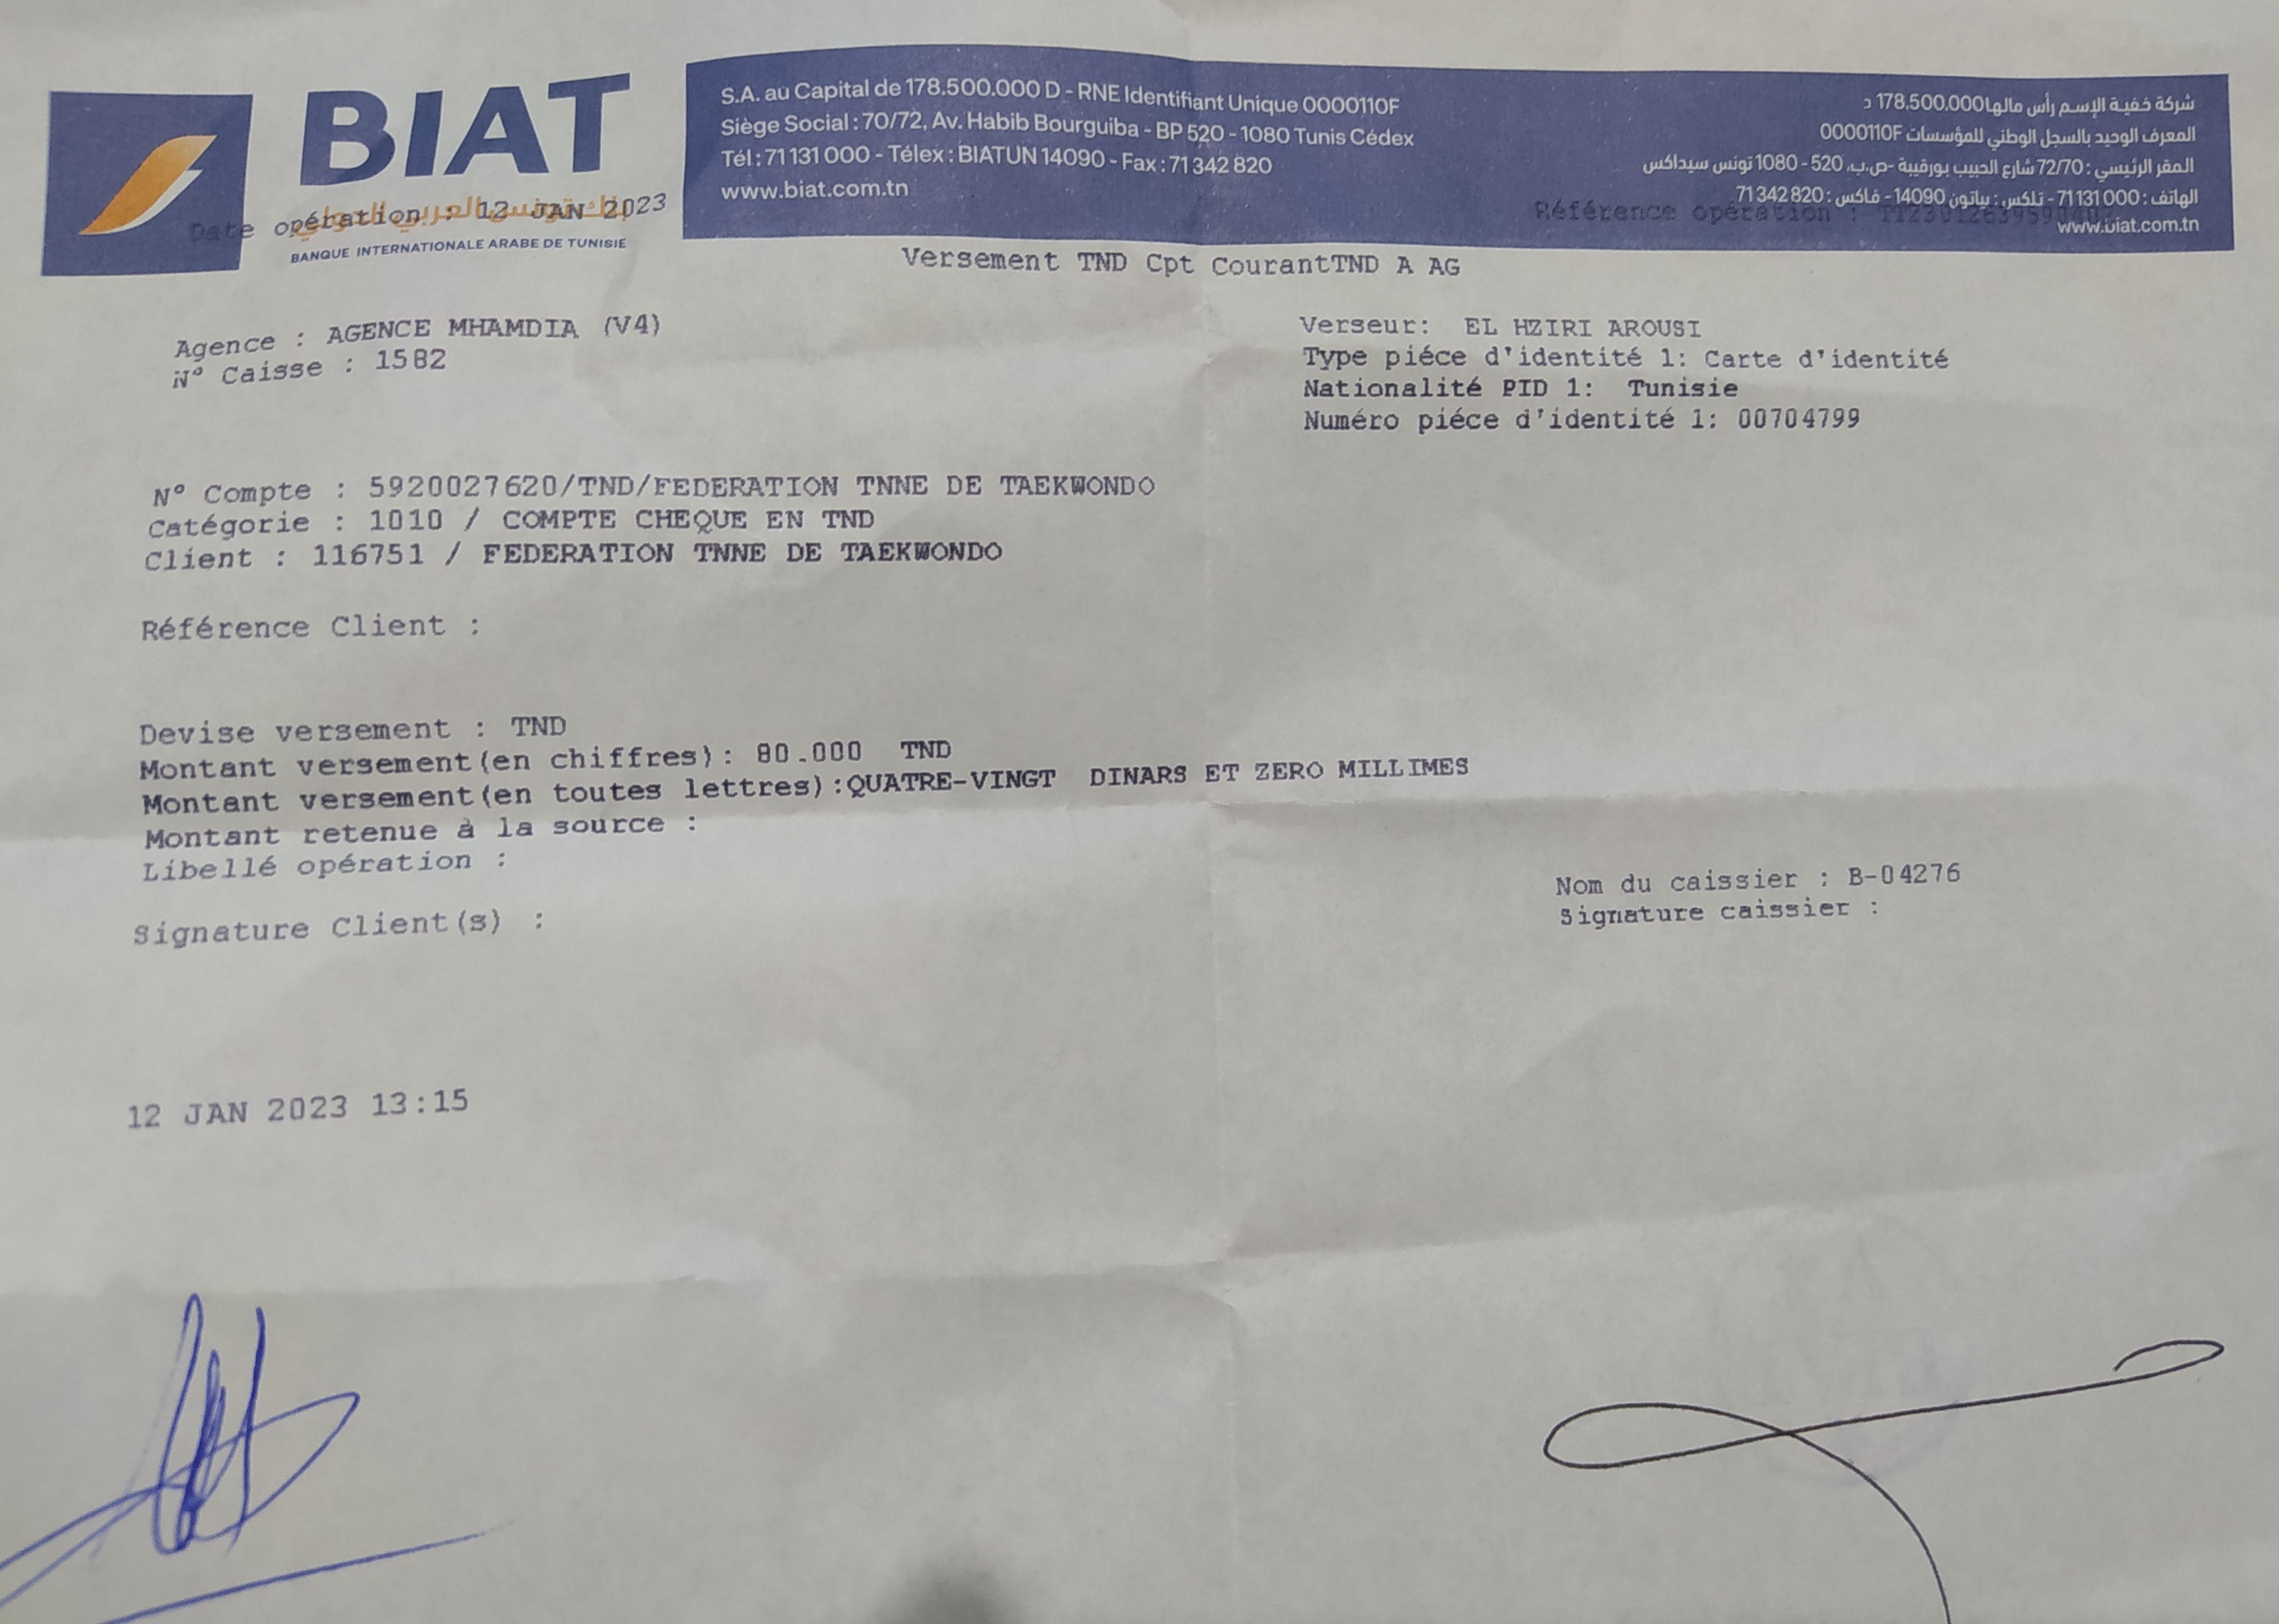 BIAT
بنك تونس العربي الدولي
BANQUE INTERNATIONALE ARABE DE TUNISIE
S.A. au Capital de 178.500.000 D - RNE Identifiant Unique 0000110F
Siège Social : 70/72, Av. Habib Bourguiba - BP 520 - 1080 Tunis Cédex
Tél : 71 131 000 - Télex : BIATUN 14090 - Fax : 71 342 820
www.biat.com.tn
شركة خفية الإسم رأس مالها 178.500.000 د
المعرف الوحيد بالسجل الوطني للمؤسسات 0000110F
المقر الرئيسي : 72/70 شارع الحبيب بورقيبة -ص.ب. 520 - 1080 تونس سيداكس
الهاتف : 71 131 000 - تلكس : بياتون 14090 - فاكس : 71 342 820
www.biat.com.tn
Date opération : 12 JAN 2023
Référence opération :
Versement TND Cpt CourantTND A AG
Agence : AGENCE MHAMDIA (V4)
N° Caisse : 1582
Verseur: EL HZIRI AROUSI
Type piéce d'identité 1: Carte d'identité
Nationalité PID 1: Tunisie
Numéro piéce d'identité 1: 00704799
N° Compte : 5920027620/TND/FEDERATION TNNE DE TAEKWONDO
Catégorie : 1010 / COMPTE CHEQUE EN TND
Client : 116751 / FEDERATION TNNE DE TAEKWONDO
Référence Client :
Devise versement : TND
Montant versement(en chiffres): 80.000 TND
Montant versement(en toutes lettres):QUATRE-VINGT DINARS ET ZERO MILLIMES
Montant retenue à la source :
Libellé opération :
Nom du caissier : B-04276
Signature caissier :
Signature Client(s) :
12 JAN 2023 13:15